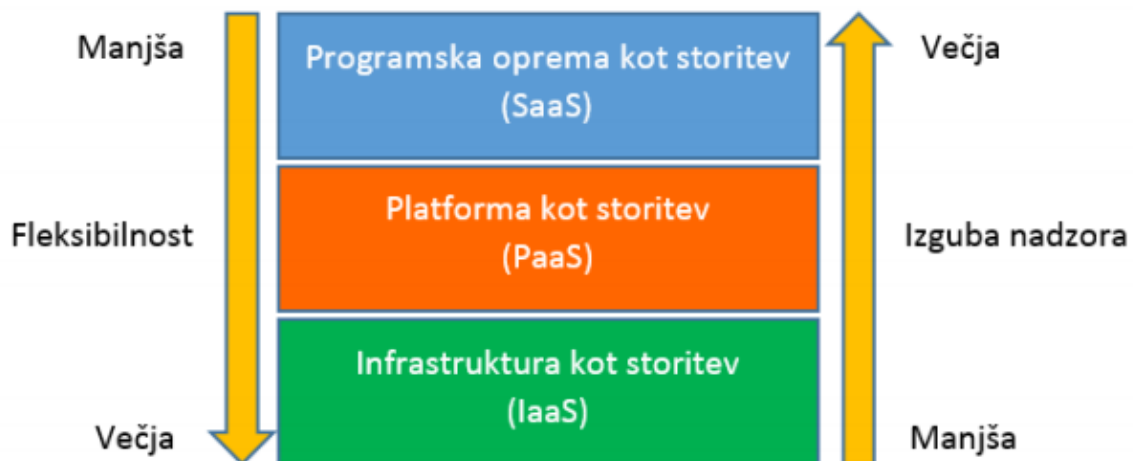 Manjša
Programska oprema kot storitev
(SaaS)
Večja
Fleksibilnost
Platforma kot storitev
(PaaS)
Izguba nadzora
Infrastruktura kot storitev
(IaaS)
Večja
Manjša